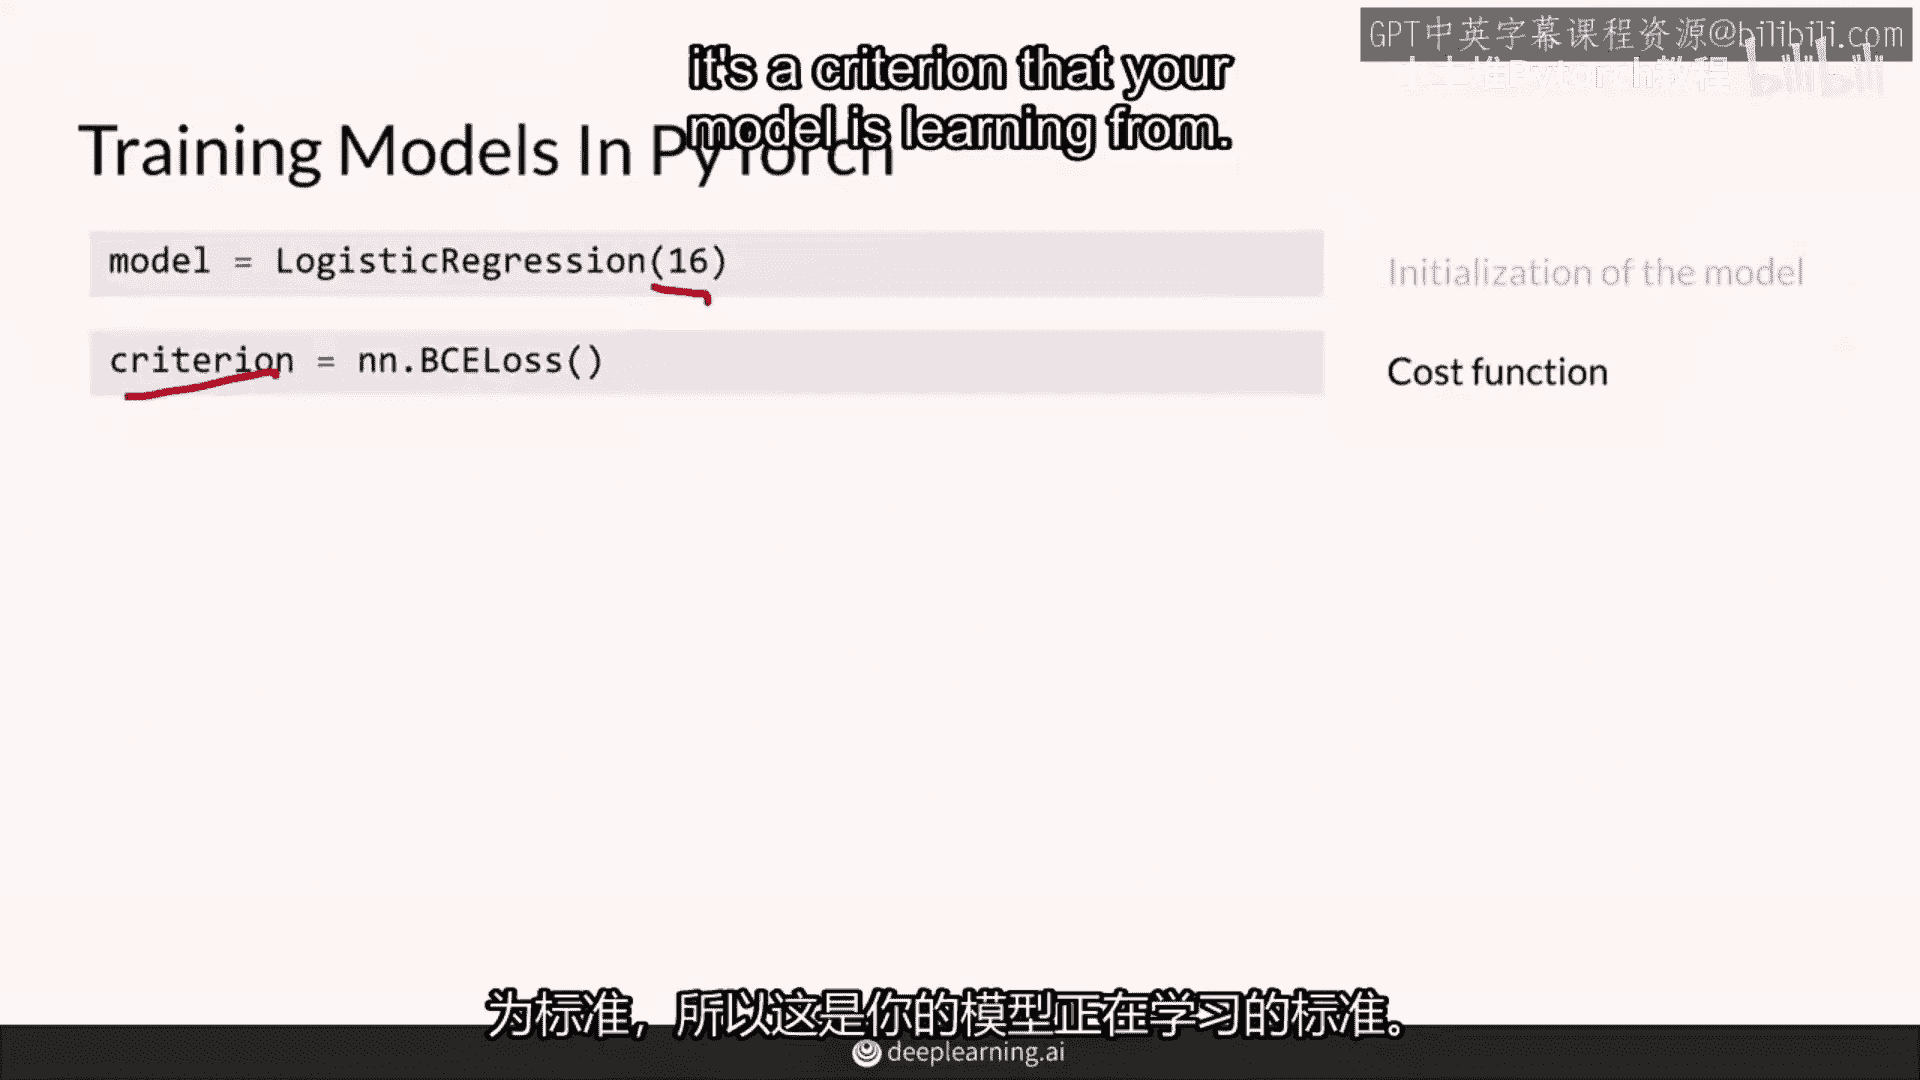 GPT中英字幕课程资源@bilibili.com
it's a criterion that your
model is learning from.
Training Models In PyTorch
model = LogisticRegression(16)
Initialization of the model
criterion = nn.BCELoss()
Cost function
为标准，所以这是你的模型正在学习的标准。
deeplearning.ai